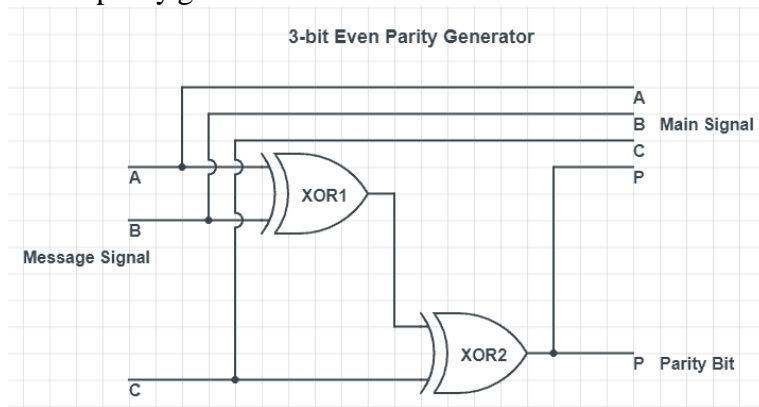 3-bit Even Parity Generator
A
B Main Signal
C
P
A
XOR1
B
Message Signal
XOR2
P Parity Bit
C